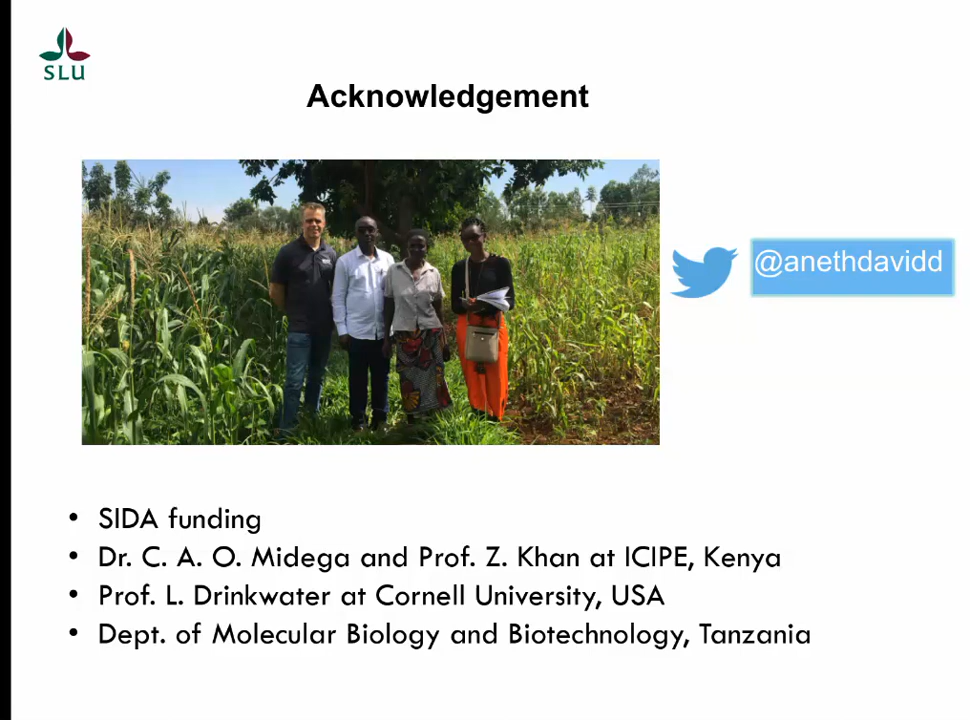 SLU
Acknowledgement
@anethdavidd
• SIDA funding
• Dr. C. A. O. Midega and Prof. Z. Khan at ICIPE, Kenya
• Prof. L. Drinkwater at Cornell University, USA
• Dept. of Molecular Biology and Biotechnology, Tanzania